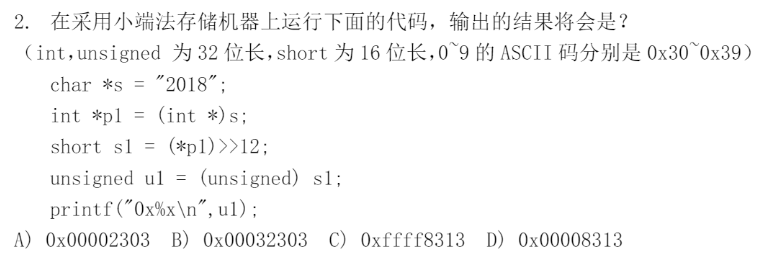 2. 在采用小端法存储机器上运行下面的代码，输出的结果将会是？
（int,unsigned 为 32 位长,short 为 16 位长,0~9 的 ASCII 码分别是 0x30~0x39）
char *s = "2018";
int *p1 = (int *)s;
short s1 = (*p1)>>12;
unsigned u1 = (unsigned) s1;
printf("0x%x\n",u1);
A) 0x00002303 B) 0x00032303 C) 0xffff8313 D) 0x00008313